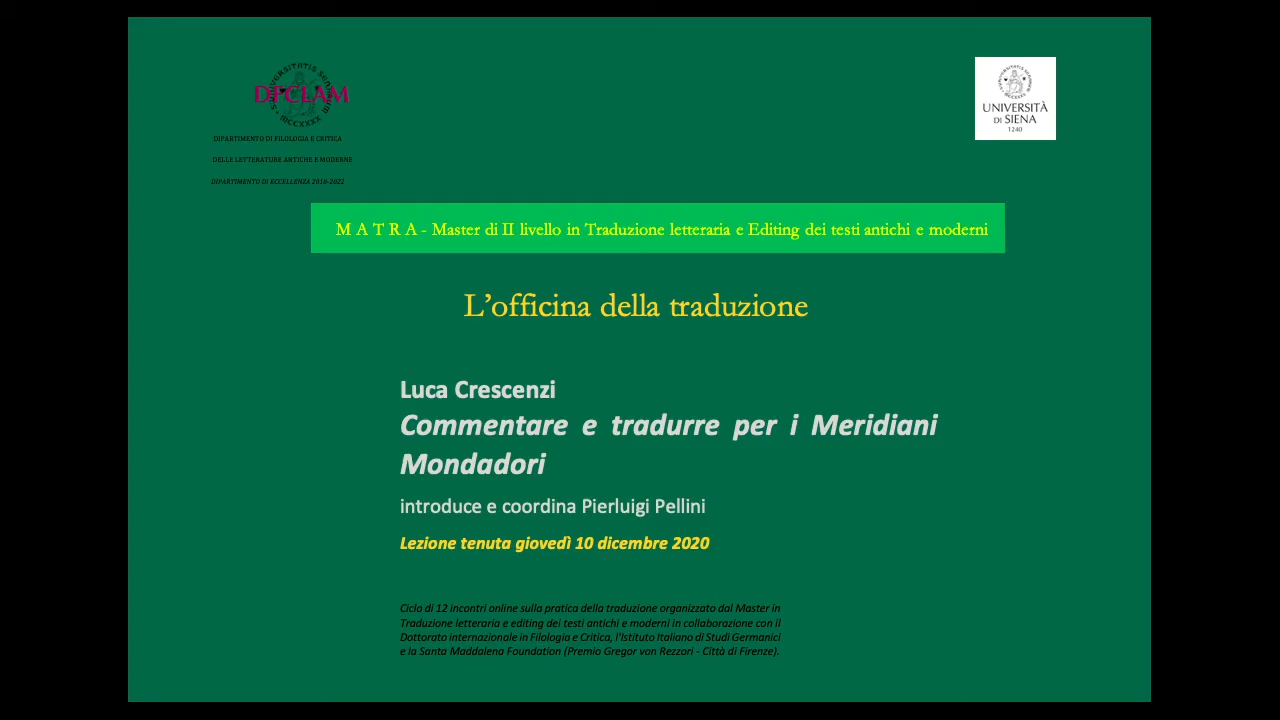 DFCLAM
DIPARTIMENTO DI FILOLOGIA E CRITICA
DELLE LETTERATURE ANTICHE E MODERNE
DIPARTIMENTO DI ECCELLENZA 2018-2022
UNIVERSITÀ
DI SIENA
1240
M A T R A - Master di II livello in Traduzione letteraria e Editing dei testi antichi e moderni
L’officina della traduzione
Luca Crescenzi
Commentare e tradurre per i Meridiani
Mondadori
introduce e coordina Pierluigi Pellini
Lezione tenuta giovedì 10 dicembre 2020
Ciclo di 12 incontri online sulla pratica della traduzione organizzato dal Master in
Traduzione letteraria e editing dei testi antichi e moderni in collaborazione con il
Dottorato internazionale in Filologia e Critica, l'Istituto Italiano di Studi Germanici
e la Santa Maddalena Foundation (Premio Gregor von Rezzori - Città di Firenze).